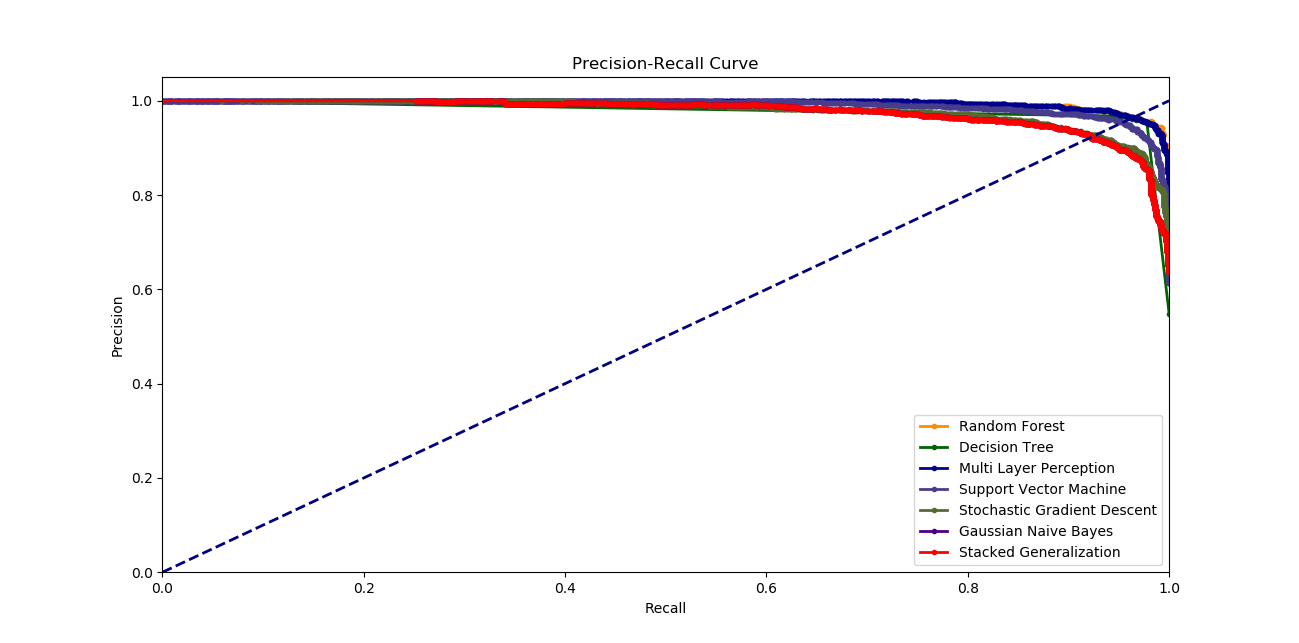 Precision-Recall Curve
1.0
0.8
0.6
0.4
0.2
0.0
Precision
0.0 0.2 0.4 0.6 0.8 1.0
Recall
Random Forest
Decision Tree
Multi Layer Perception
Support Vector Machine
Stochastic Gradient Descent
Gaussian Naive Bayes
Stacked Generalization